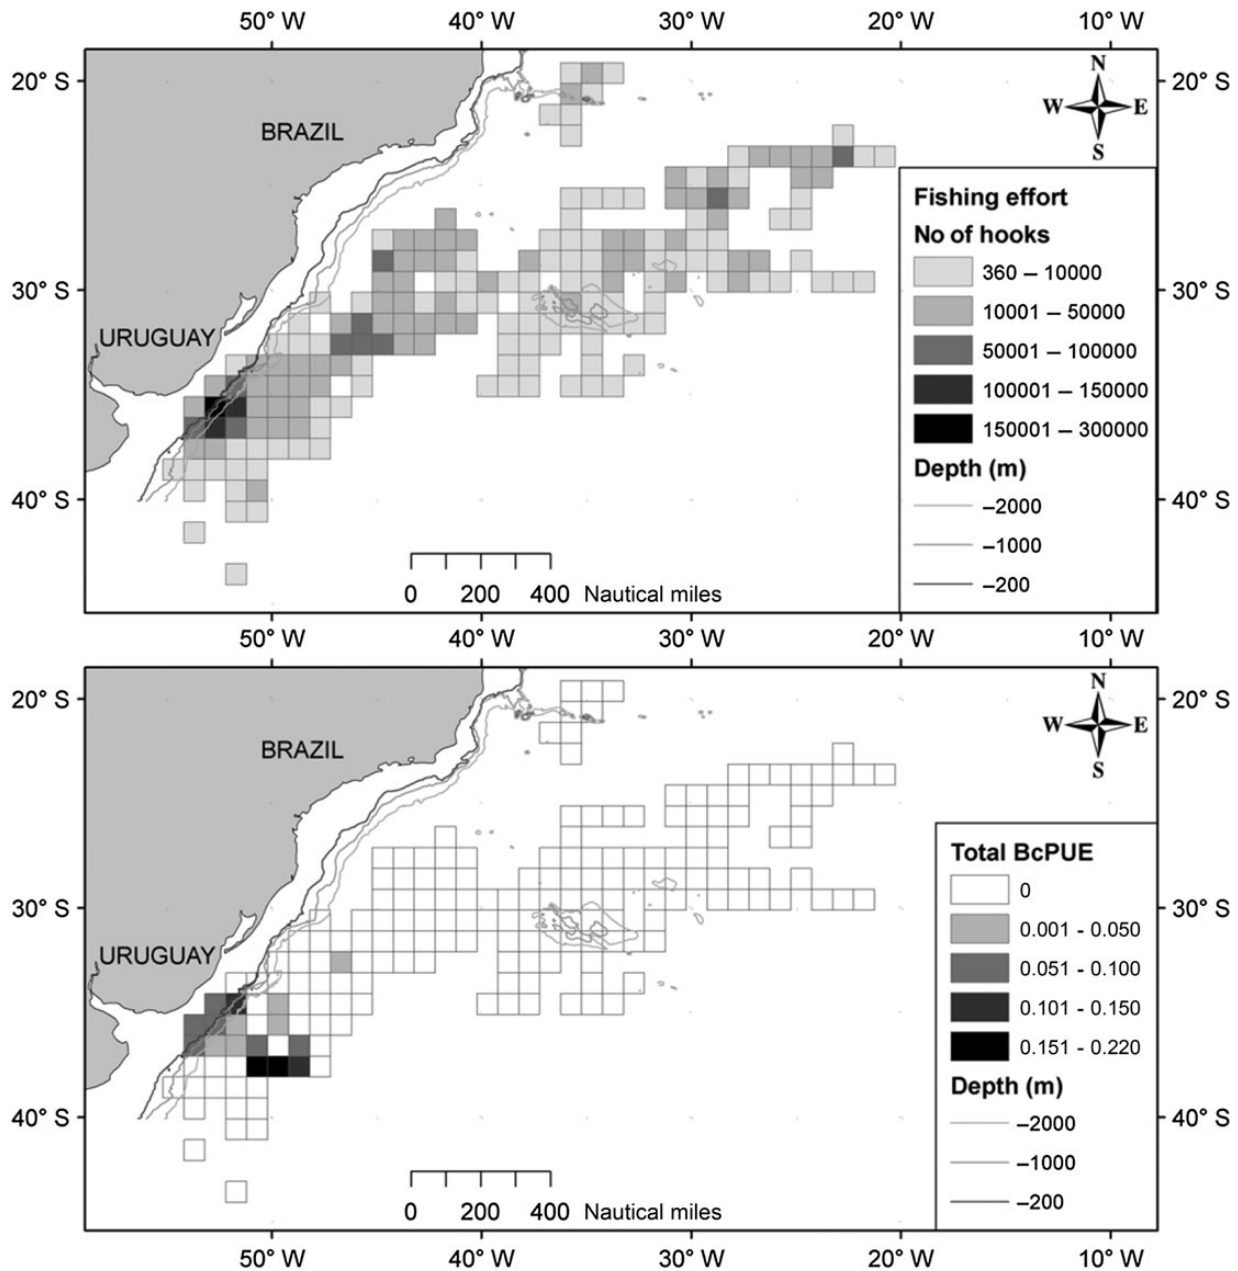 50° W 40° W 30° W 20° W 10° W
N
20° S 20° S
W E
BRAZIL
S
Fishing effort
No of hooks
360 – 10000
30° S 30° S
10001 – 50000
URUGUAY
50001 – 100000
100001 – 150000
150001 – 300000
Depth (m)
40° S 40° S
–2000
–1000
–200
0 200 400 Nautical miles
50° W 40° W 30° W 20° W 10° W
N
20° S 20° S
W E
BRAZIL
S
Total BcPUE
0
30° S 30° S
0.001 - 0.050
URUGUAY
0.051 - 0.100
0.101 - 0.150
0.151 - 0.220
Depth (m)
40° S 40° S
–2000
–1000
–200
0 200 400 Nautical miles
50° W 40° W 30° W 20° W 10° W